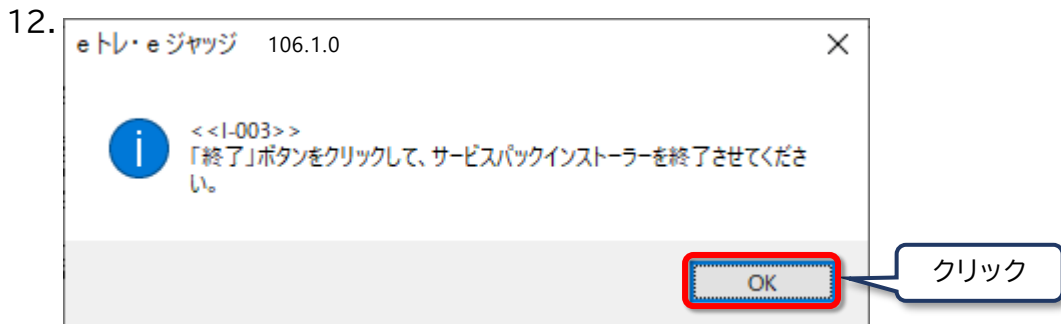 12.
eトレ・eジャッジ 106.1.0
<<I-003>>
「終了」ボタンをクリックして、サービスパックインストーラーを終了させてくださ
い。
OK
クリック